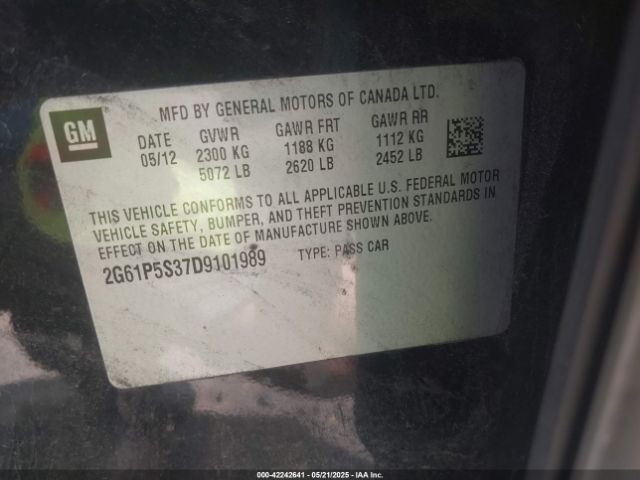 GM
MFD BY GENERAL MOTORS OF CANADA LTD.
DATE GVWR GAWR FRT GAWR RR
05/12 2300 KG 1188 KG 1112 KG
5072 LB 2620 LB 2452 LB
THIS VEHICLE CONFORMS TO ALL APPLICABLE U.S. FEDERAL MOTOR
VEHICLE SAFETY, BUMPER, AND THEFT PREVENTION STANDARDS IN
EFFECT ON THE DATE OF MANUFACTURE SHOWN ABOVE.
2G61P5S37D9101989 TYPE: PASS CAR
000-42242641 - 05/21/2025 - IAA Inc.